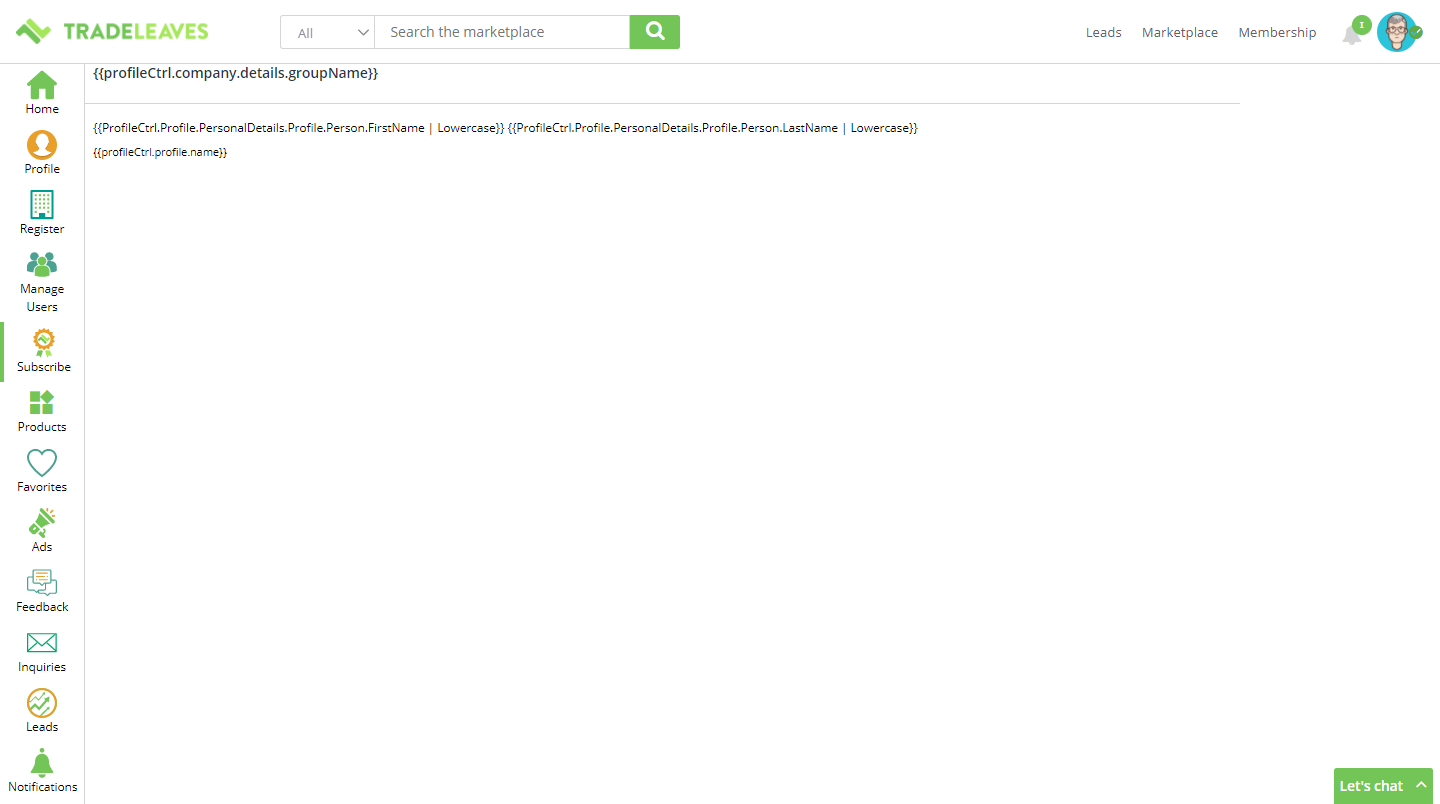 TRADELEAVES
All
Search the marketplace
Leads
Marketplace
Membership
I
{{profileCtrl.company.details.groupName}}
{{ProfileCtrl.Profile.PersonalDetails.Profile.Person.FirstName | Lowercase}} {{ProfileCtrl.Profile.PersonalDetails.Profile.Person.LastName | Lowercase}}
{{profileCtrl.profile.name}}
Home
Profile
Register
Manage
Users
Subscribe
Products
Favorites
Ads
Feedback
Inquiries
Leads
Notifications
Let's chat